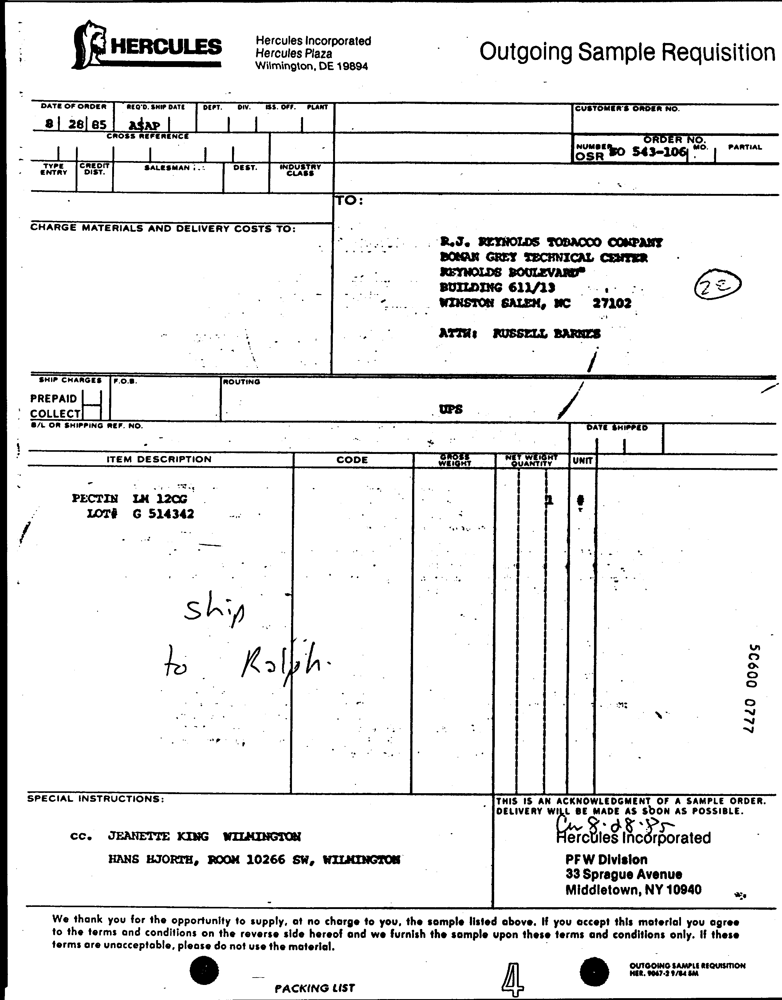 HERCULES
Hercules Incorporated
Hercules Plaza
Wilmington, DE 19894
Outgoing Sample Requisition
DATE OF ORDER REQ'D. SHIP DATE DEPT. DIV. ISS. OFF. PLANT
8 28 85 ASAP
CUSTOMER'S ORDER NO.
CROSS REFERENCE
ORDER NO.
NUMBER MO. PARTIAL
OSR BO 543-106
TYPE ENTRY CREDIT DIST. SALESMAN DEST. INDUSTRY CLASS
TO:
CHARGE MATERIALS AND DELIVERY COSTS TO:
R.J. REYNOLDS TOBACCO COMPANY
BOMAN GREY TECHNICAL CENTER
REYNOLDS BOULEVARD"
BUILDING 611/13
WINSTON SALEM, NC 27102
2E
ATTN: RUSSELL BARNES
SHIP CHARGES F.O.B. ROUTING
PREPAID
COLLECT
UPS
B/L OR SHIPPING REF. NO.
DATE SHIPPED
ITEM DESCRIPTION CODE GROSS WEIGHT NET WEIGHT QUANTITY UNIT
PECTIN LM 12CG 1 #
LOT# G 514342
Ship
to Ralph.
50600 0777
SPECIAL INSTRUCTIONS:
THIS IS AN ACKNOWLEDGMENT OF A SAMPLE ORDER.
DELIVERY WILL BE MADE AS SOON AS POSSIBLE.
8-28-85
cc. JEANETTE KING WILMINGTON
HANS HJORTH, ROOM 10266 SW, WILMINGTON
Hercules Incorporated
PFW Division
33 Sprague Avenue
Middletown, NY 10940
We thank you for the opportunity to supply, at no charge to you, the sample listed above. If you accept this material you agree
to the terms and conditions on the reverse side hereof and we furnish the sample upon these terms and conditions only. If these
terms are unacceptable, please do not use the material.
PACKING LIST
4
OUTGOING SAMPLE REQUISITION
HER. 9067-2 9/84 5M